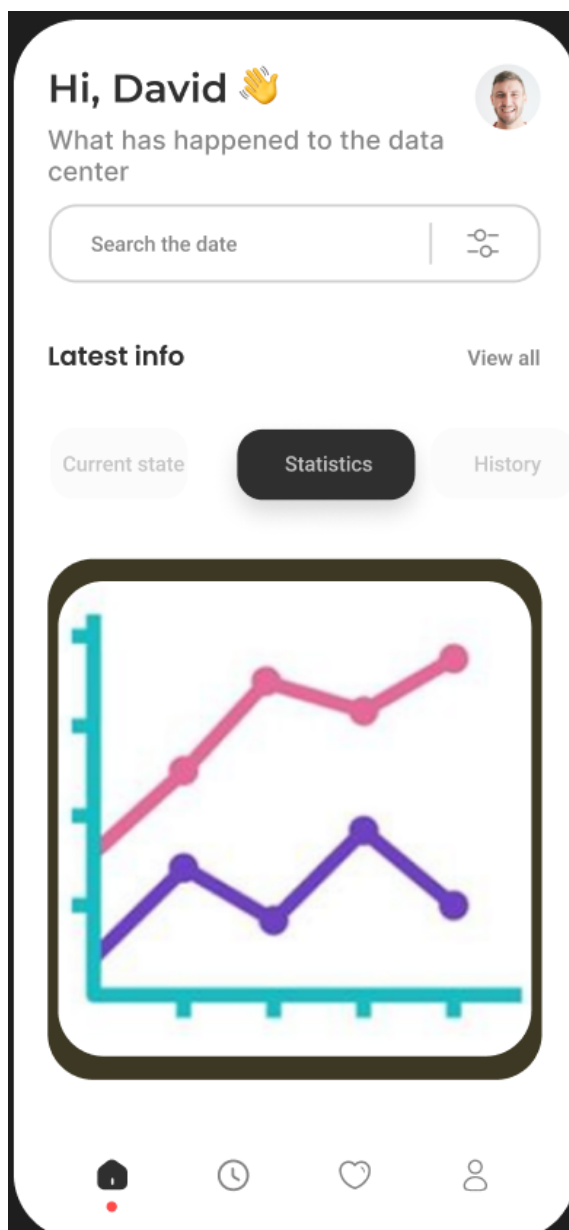 Hi, David 👋
What has happened to the data
center
Search the date
Latest info
View all
Current state
Statistics
History